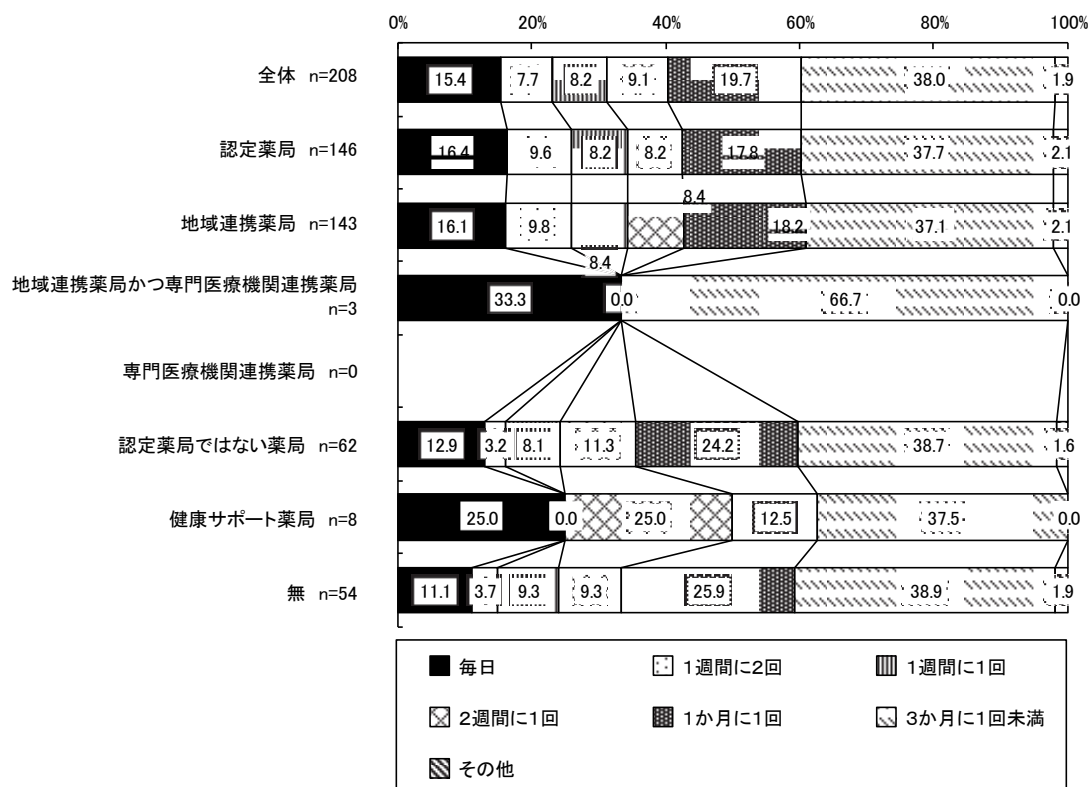 0% 20% 40% 60% 80% 100%
全体 n=208 15.4 7.7 8.2 9.1 19.7 38.0 1.9
認定薬局 n=146 16.4 9.6 8.2 8.2 17.8 37.7 2.1
8.4
地域連携薬局 n=143 16.1 9.8 18.2 37.1 2.1
8.4
地域連携薬局かつ専門医療機関連携薬局
n=3 33.3 0.0 66.7 0.0
専門医療機関連携薬局 n=0
認定薬局ではない薬局 n=62 12.9 3.2 8.1 11.3 24.2 38.7 1.6
健康サポート薬局 n=8 25.0 0.0 25.0 12.5 37.5 0.0
無 n=54 11.1 3.7 9.3 9.3 25.9 38.9 1.9
毎日 1週間に2回 1週間に1回
2週間に1回 1か月に1回 3か月に1回未満
その他